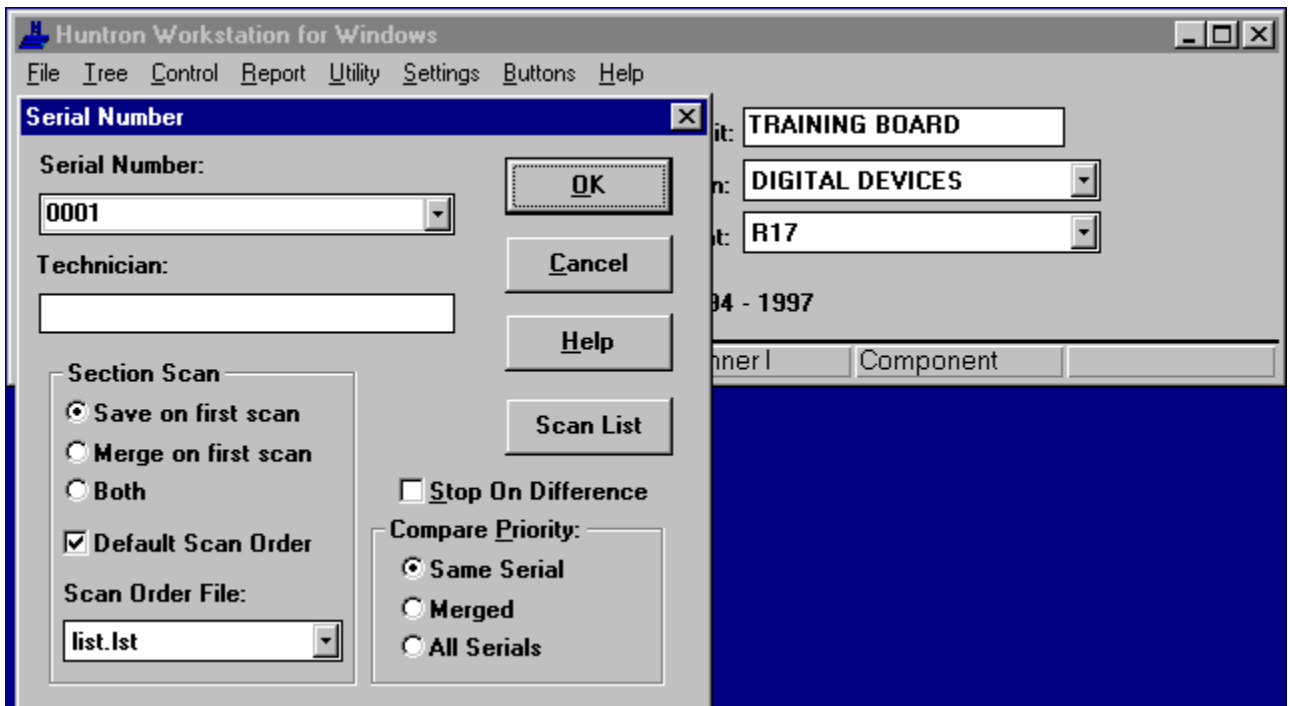 Huntron Workstation for Windows
File Tree Control Report Utility Settings Buttons Help
Serial Number
Serial Number:
0001
Technician:
OK
Cancel
Help
Scan List
Section Scan
Save on first scan
Merge on first scan
Both
Default Scan Order
Scan Order File:
list.lst
Stop On Difference
Compare Priority:
Same Serial
Merged
All Serials
it: TRAINING BOARD
n: DIGITAL DEVICES
t: R17
94 - 1997
nner I Component